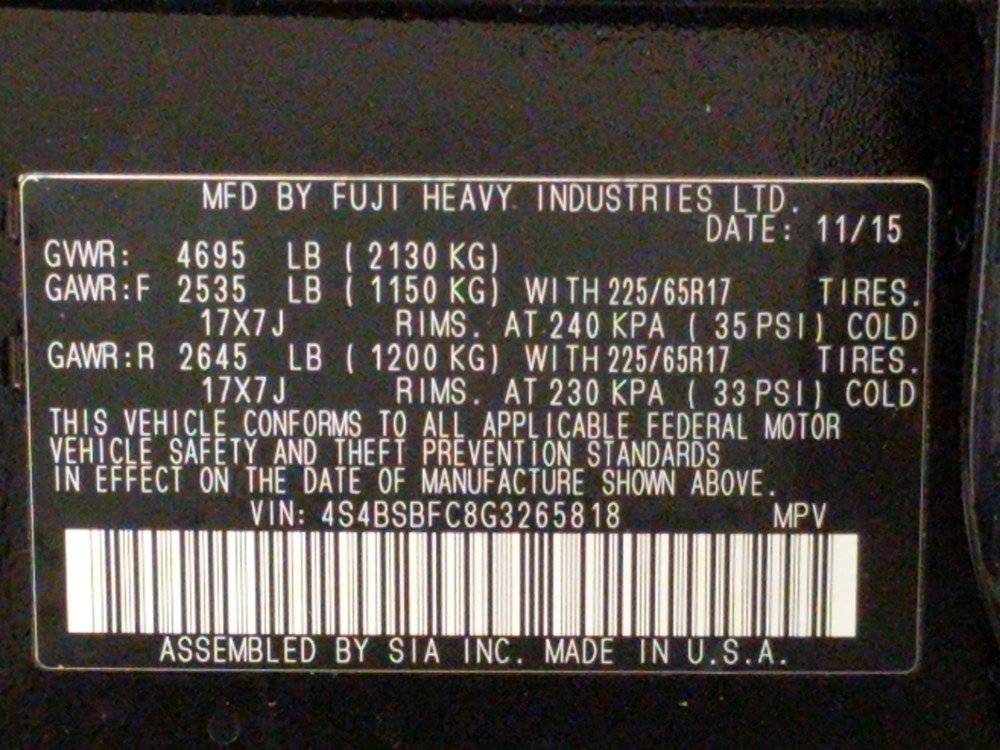 MFD BY FUJI HEAVY INDUSTRIES LTD.
DATE: 11/15
GVWR: 4695 LB ( 2130 KG)
GAWR:F 2535 LB ( 1150 KG) WITH 225/65R17 TIRES.
17X7J RIMS. AT 240 KPA ( 35 PSI) COLD
GAWR:R 2645 LB ( 1200 KG) WITH 225/65R17 TIRES.
17X7J RIMS. AT 230 KPA ( 33 PSI) COLD
THIS VEHICLE CONFORMS TO ALL APPLICABLE FEDERAL MOTOR
VEHICLE SAFETY AND THEFT PREVENTION STANDARDS
IN EFFECT ON THE DATE OF MANUFACTURE SHOWN ABOVE.
VIN: 4S4BSBFC8G3265818 MPV
ASSEMBLED BY SIA INC. MADE IN U.S.A.